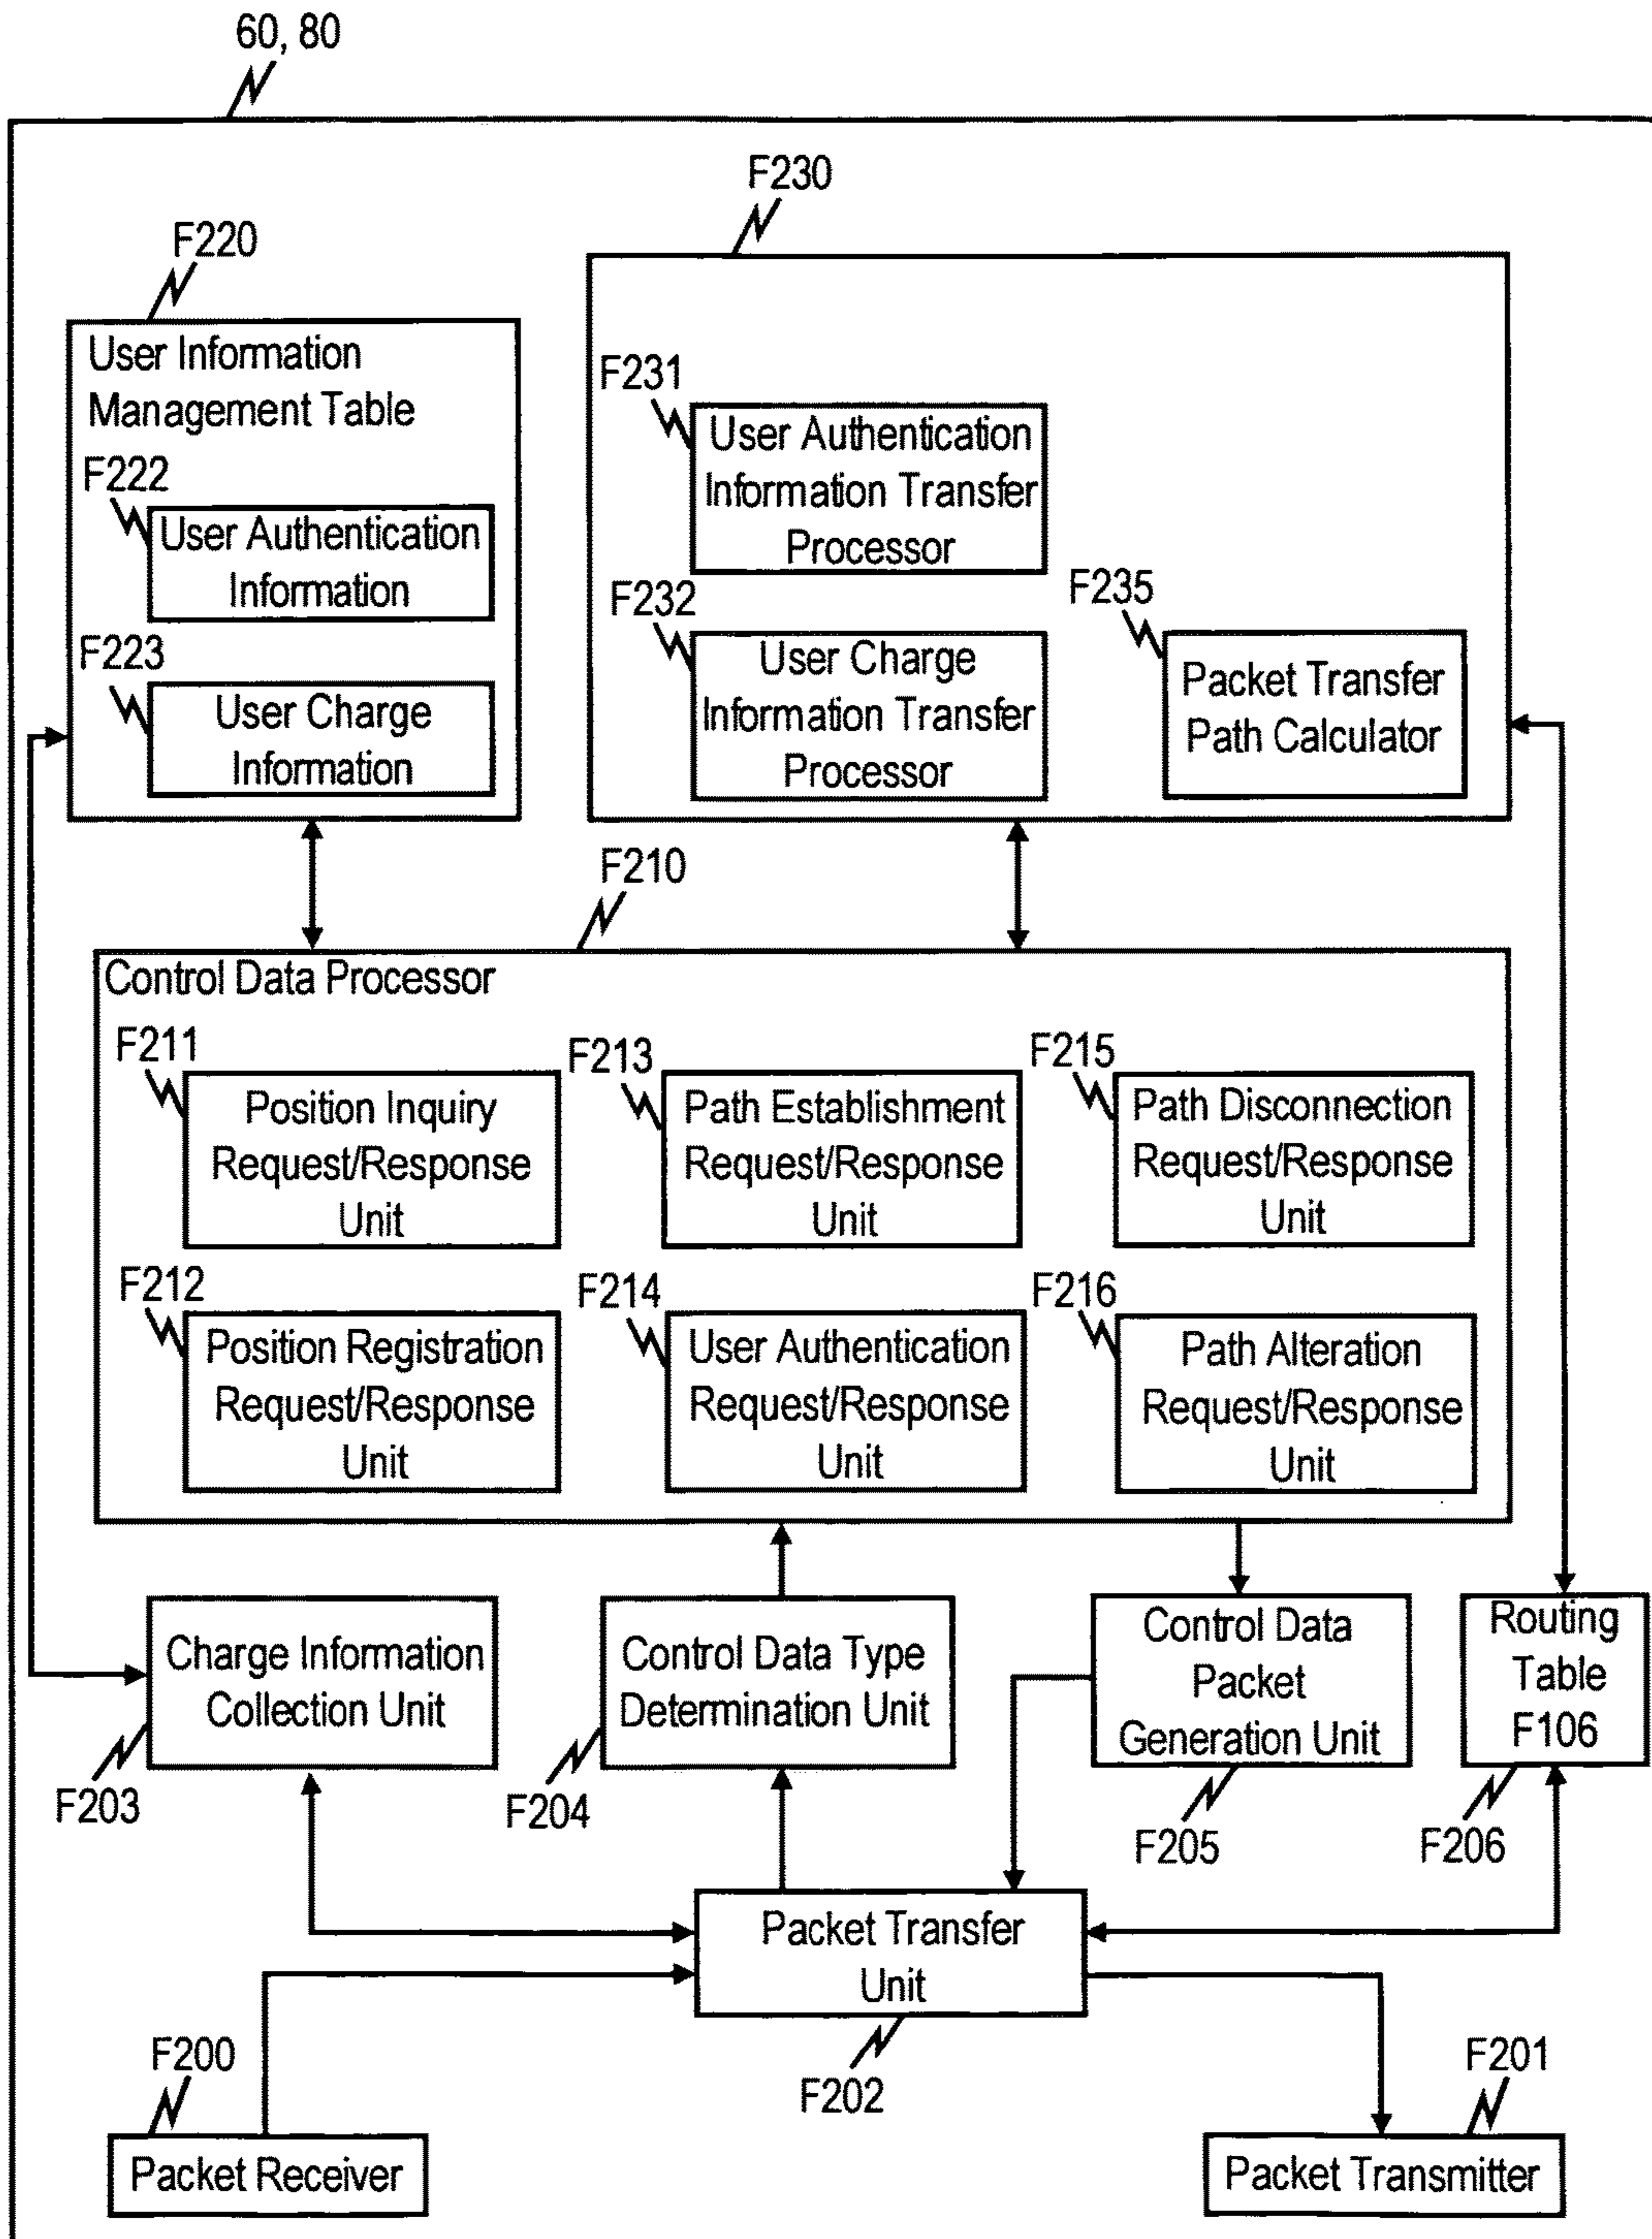 60, 80
F230
F220
User Information
Management Table
F222
User Authentication
Information
F223
User Charge
Information
F231
User Authentication
Information Transfer
Processor
F232
User Charge
Information Transfer
Processor
F235
Packet Transfer
Path Calculator
F210
Control Data Processor
F211
Position Inquiry
Request/Response
Unit
F213
Path Establishment
Request/Response
Unit
F215
Path Disconnection
Request/Response
Unit
F212
Position Registration
Request/Response
Unit
F214
User Authentication
Request/Response
Unit
F216
Path Alteration
Request/Response
Unit
Charge Information
Collection Unit
F203
Control Data Type
Determination Unit
F204
Control Data
Packet
Generation Unit
F205
Routing
Table
F106
F206
Packet Transfer
Unit
F202
F200
Packet Receiver
F201
Packet Transmitter